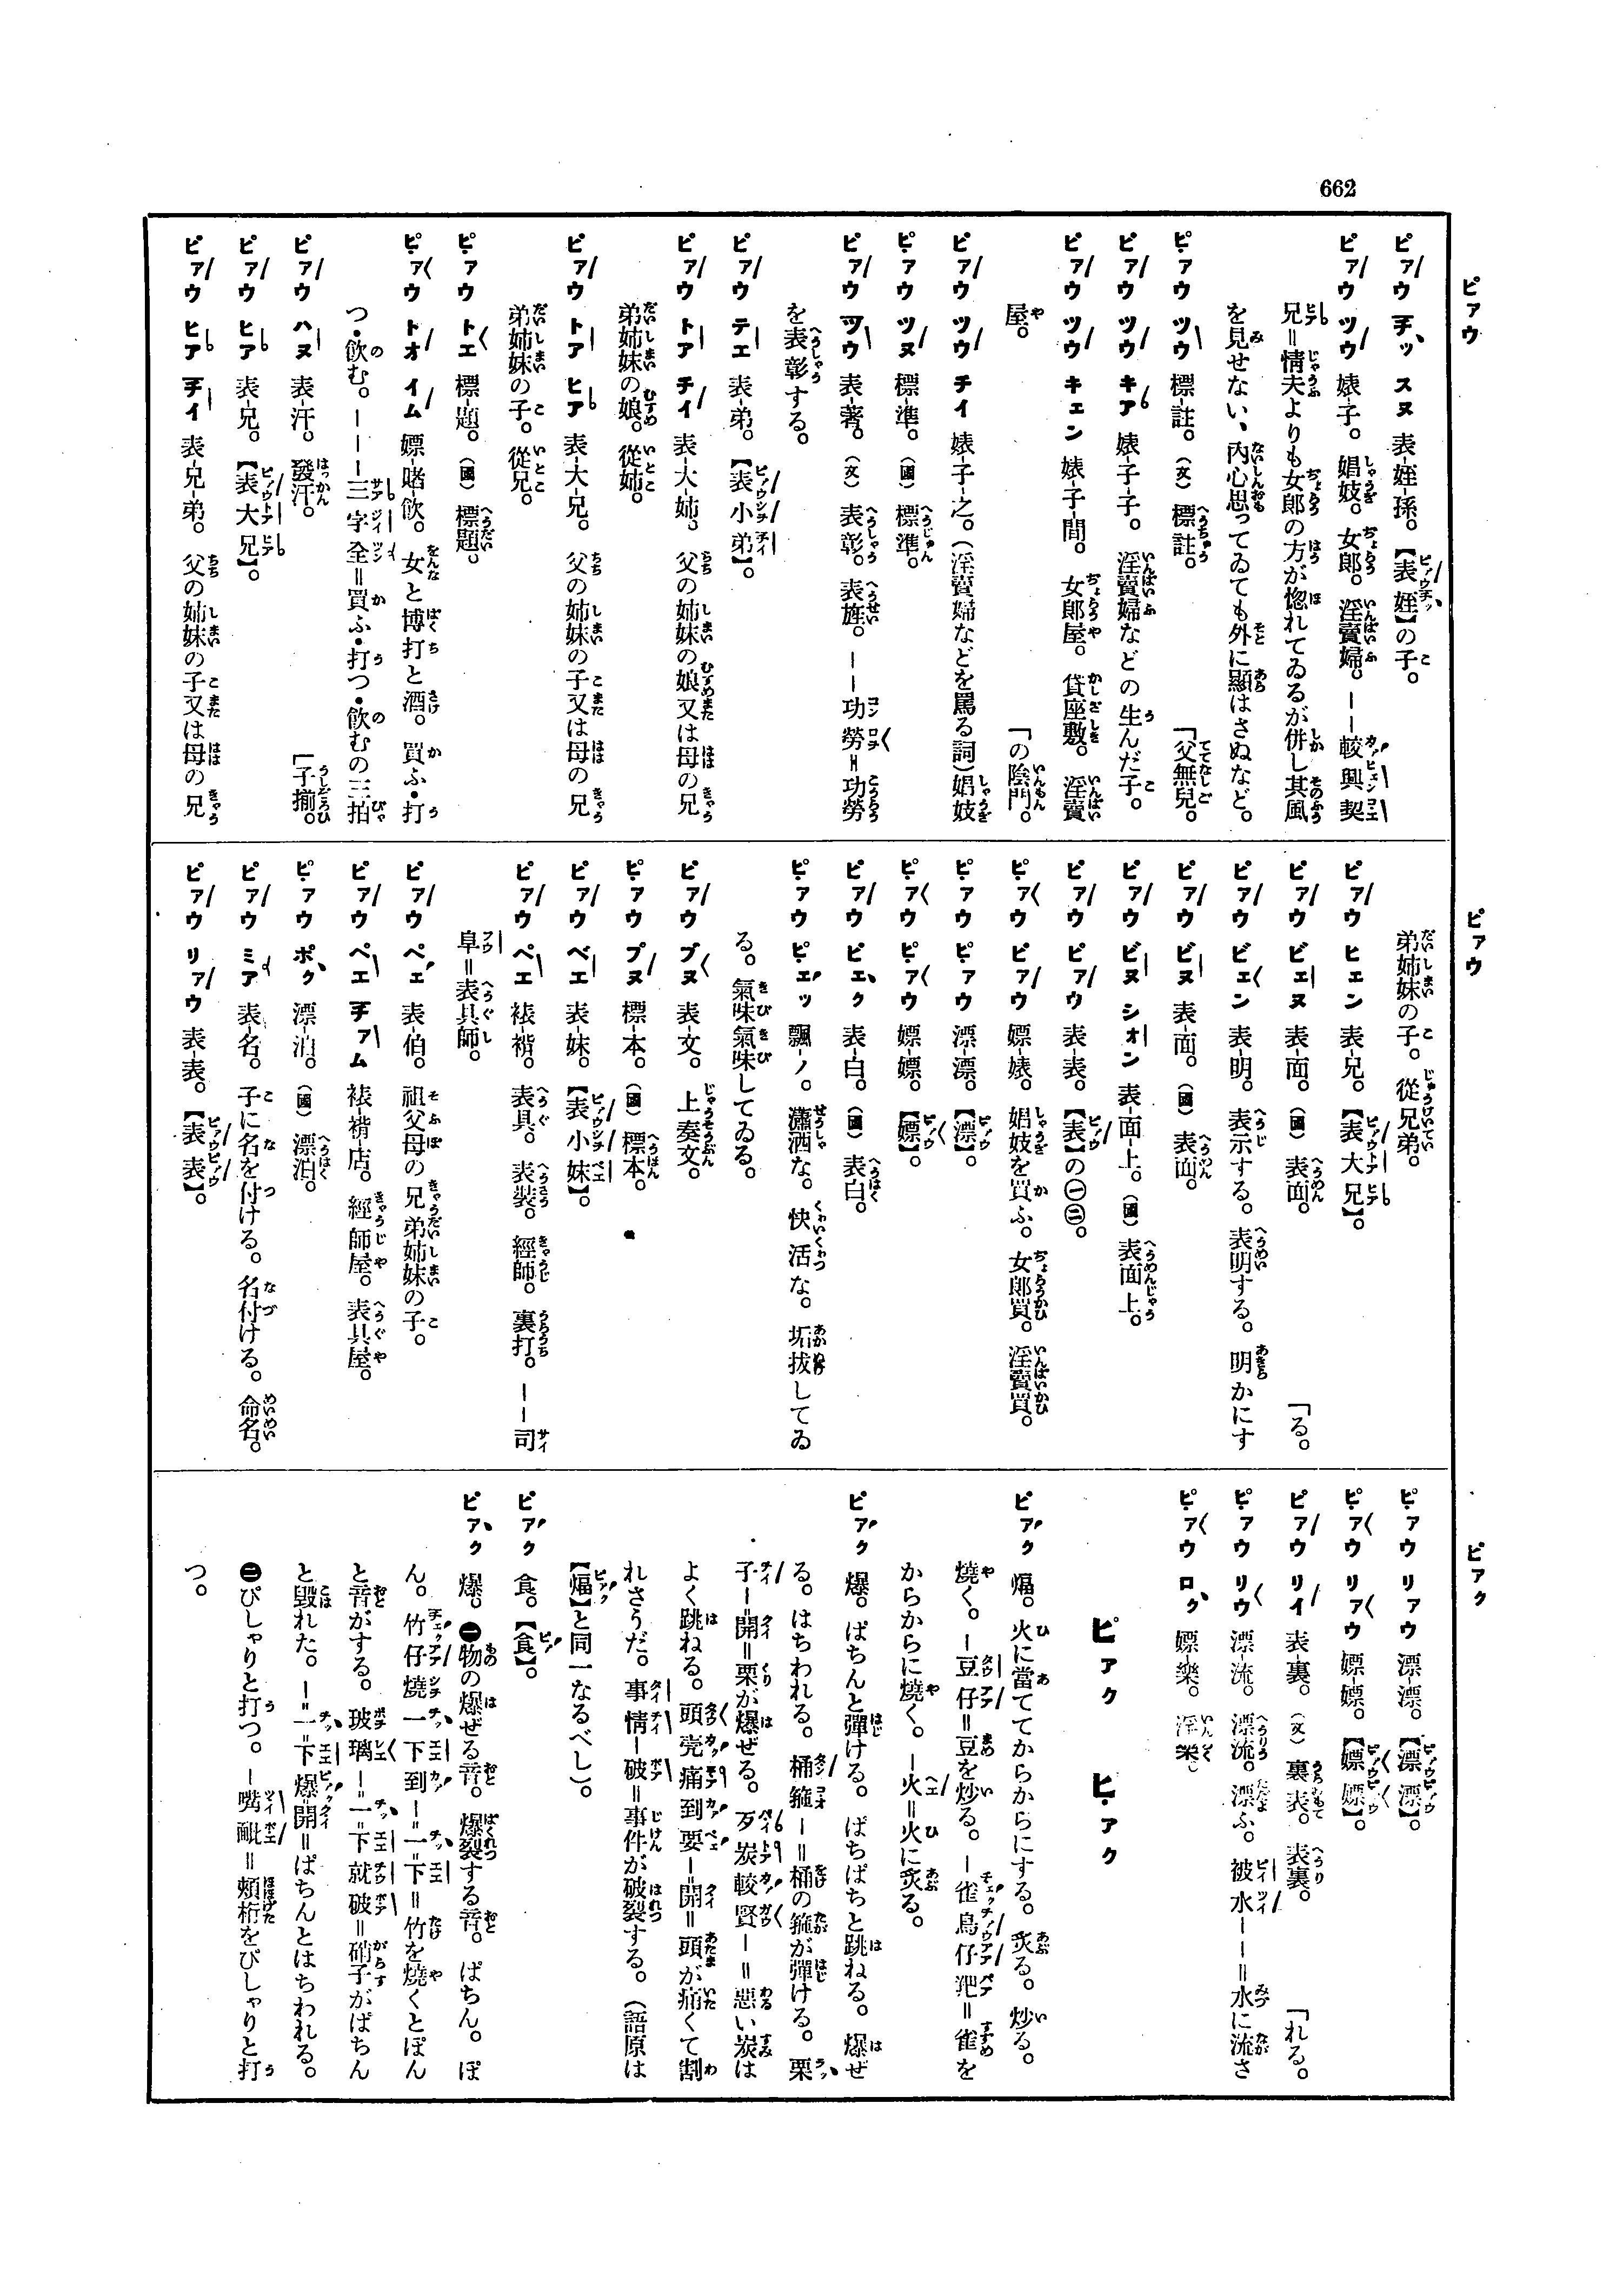 662
ピアウ
ピアウ
ピアク
ピアウ チッ スヌ 表-姪-孫。【表姪】の子。
ピアウ ツウ 婊-子。娼妓。女郎。淫賣婦。——較興契
兄=情夫よりも女郎の方が惚れてゐるが併し其風
を見せない、內心思ってゐても外に顯はさぬなど。
ピアウ ツウ 標-註。(文)標註。 「父無兒。
ピアウ ツウ キア 婊-子-子。淫賣婦などの生んだ子。
ピアウ ツウ キェン 婊-子-間。女郎屋。貸座敷。淫賣
屋。 「の陰門。
ピアウ ツウ チイ 婊-子-之。(淫賣婦などを罵る詞)娼妓
ピアウ ツヌ 標-準。(國)標準。
ピアウ ツウ 表-著。(文)表彰。表旌。——功勞=功勞
を表彰する。
ピアウ テエ 表-弟。【表小弟】。
ピアウ トア チイ 表-大-姉。父の姉妹の娘又は母の兄
弟姉妹の娘。從姉。
ピアウ トア ヒア 表-大-兄。父の姉妹の子又は母の兄
弟姉妹の子。從兄。
ピアウ トエ 標-題。(國)標題。
ピアウ トオ イム 嫖-賭-飮。女と博打と酒。買ふ・打
つ・飮む。———三字全=買ふ・打つ・飮むの三拍
ピアウ ハヌ 表-汗。發汗。 「子揃。
ピアウ ヒア 表-兄。【表大兄】。
ピアウ ヒア チイ 表-兄-弟。父の姉妹の子又は母の兄
弟姉妹の子。從兄弟。
ピアウ ヒェン 表-兄。【表大兄】。
ピアウ ビェヌ 表-面。(國)表面。 「る。
ピアウ ビェン 表-明。表示する。表明する。明かにす
ピアウ ビヌ 表-面。(國)表面。
ピアウ ビヌ シオン 表-面-上。(國)表面上。
ピアウ ピアウ 表-表。【表】の㊀㊁。
ピアウ ピアウ 嫖-婊。娼妓を買ふ。女郎買。淫賣買。
ピアウ ピアウ 漂-漂。【漂】。
ピアウ ピアウ 嫖-嫖。【嫖】。
ピアウ ピェク 表-白。(國)表白。
ピアウ ピェッ 飄-ノ。瀟洒な。快活な。垢拔してゐ
る。氣味氣味してゐる。
ピアウ ブヌ 表-文。上奏文。
ピアウ プヌ 標-本。(國)標本。
ピアウ ベエ 表-妹。【表小妹】。
ピアウ ペエ 裱-褙。表具。表裝。經師。裏打。——司
阜=表具師。
ピアウ ペェ 表-伯。祖父母の兄弟姉妹の子。
ピアウ ペエ チアム 裱-褙-店。經師屋。表具屋。
ピアウ ポク 漂-泊。(國)漂泊。
ピアウ ミア 表-名。子に名を付ける。名付ける。命名。
ピアウ リアウ 表-表。【表表】。
ピアウ リアウ 漂-漂。【漂漂】。
ピアウ リアウ 嫖-嫖。【嫖嫖】。
ピアウ リイ 表-裏。(文)裏表。表裏。 「れる。
ピアウ リウ 漂-流。漂流。漂ふ。被水——=水に流さ
ピアウ ロク 嫖-樂。淫樂。
ピアク ピアク
ピアク 煏。火に當ててからからにする。炙る。炒る。
燒く。—豆仔=豆を炒る。—雀鳥仔爬=雀を
からからに燒く。—火=火に炙る。
ピアク 爆。ぱちんと彈ける。ぱちぱちと跳ねる。爆ぜ
る。はちわれる。桶箍—=桶の箍が彈ける。栗
子—=開=栗が爆ぜる。歹炭較賢—=惡い炭は
よく跳ねる。頭壳痛到要—=開=頭が痛くて割
れさうだ。事情—破=事件が破裂する。(語原は
【煏】と同一なるべし)。
ピアク 食。【食】。
ピアク 爆。㊀物の爆ぜる音。爆裂する音。ぱちん。ぽ
ん。竹仔燒一下到—=一=下=竹を燒くとぽん
と音がする。玻璃—=一=下就破=硝子がぱちん
と毀れた。—=一=下爆=開=ぱちんとはちわれる。
㊁ぴしゃりと打つ。—嘴䫌=頰桁をぴしゃりと打
つ。